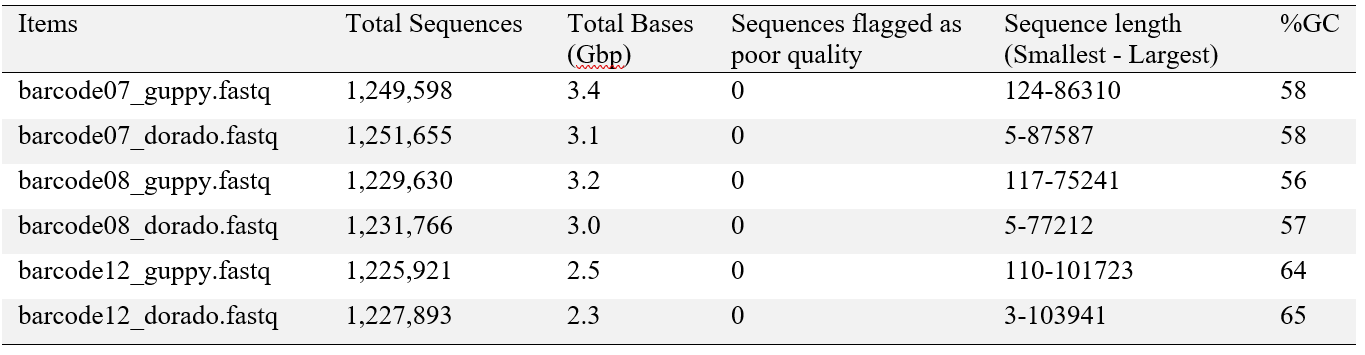 Items Total Sequences Total Bases (Gbp) Sequences flagged as poor quality Sequence length (Smallest - Largest) %GC
barcode07_guppy.fastq 1,249,598 3.4 0 124-86310 58
barcode07_dorado.fastq 1,251,655 3.1 0 5-87587 58
barcode08_guppy.fastq 1,229,630 3.2 0 117-75241 56
barcode08_dorado.fastq 1,231,766 3.0 0 5-77212 57
barcode12_guppy.fastq 1,225,921 2.5 0 110-101723 64
barcode12_dorado.fastq 1,227,893 2.3 0 3-103941 65